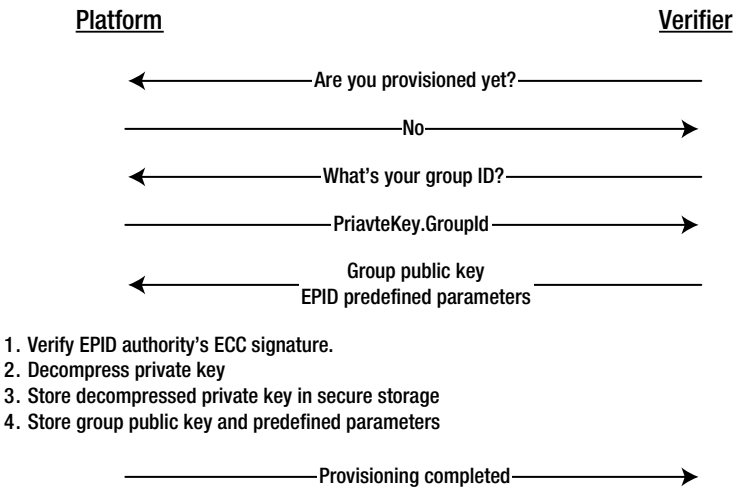 Platform
Verifier
Are you provisioned yet?
No
What's your group ID?
PriavteKey.GroupId
Group public key
EPID predefined parameters
1. Verify EPID authority's ECC signature.
2. Decompress private key
3. Store decompressed private key in secure storage
4. Store group public key and predefined parameters
Provisioning completed